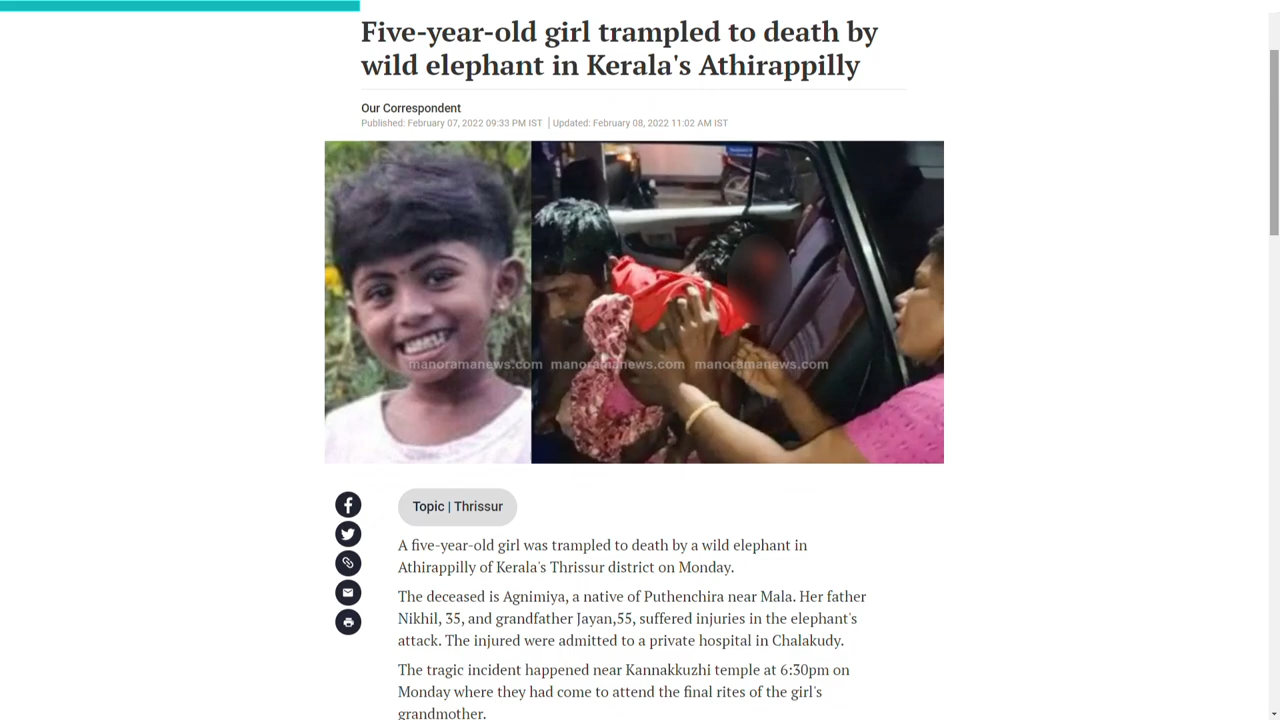 Five-year-old girl trampled to death by
wild elephant in Kerala's Athirappilly
Our Correspondent
Published: February 07, 2022 09:33 PM IST | Updated: February 08, 2022 11:02 AM IST
manoramanews.com manoramanews.com manoramanews.com
Topic | Thrissur
A five-year-old girl was trampled to death by a wild elephant in
Athirappilly of Kerala's Thrissur district on Monday.
The deceased is Agnimiya, a native of Puthenchira near Mala. Her father
Nikhil, 35, and grandfather Jayan,55, suffered injuries in the elephant's
attack. The injured were admitted to a private hospital in Chalakudy.
The tragic incident happened near Kannakkuzhi temple at 6:30pm on
Monday where they had come to attend the final rites of the girl's
grandmother.